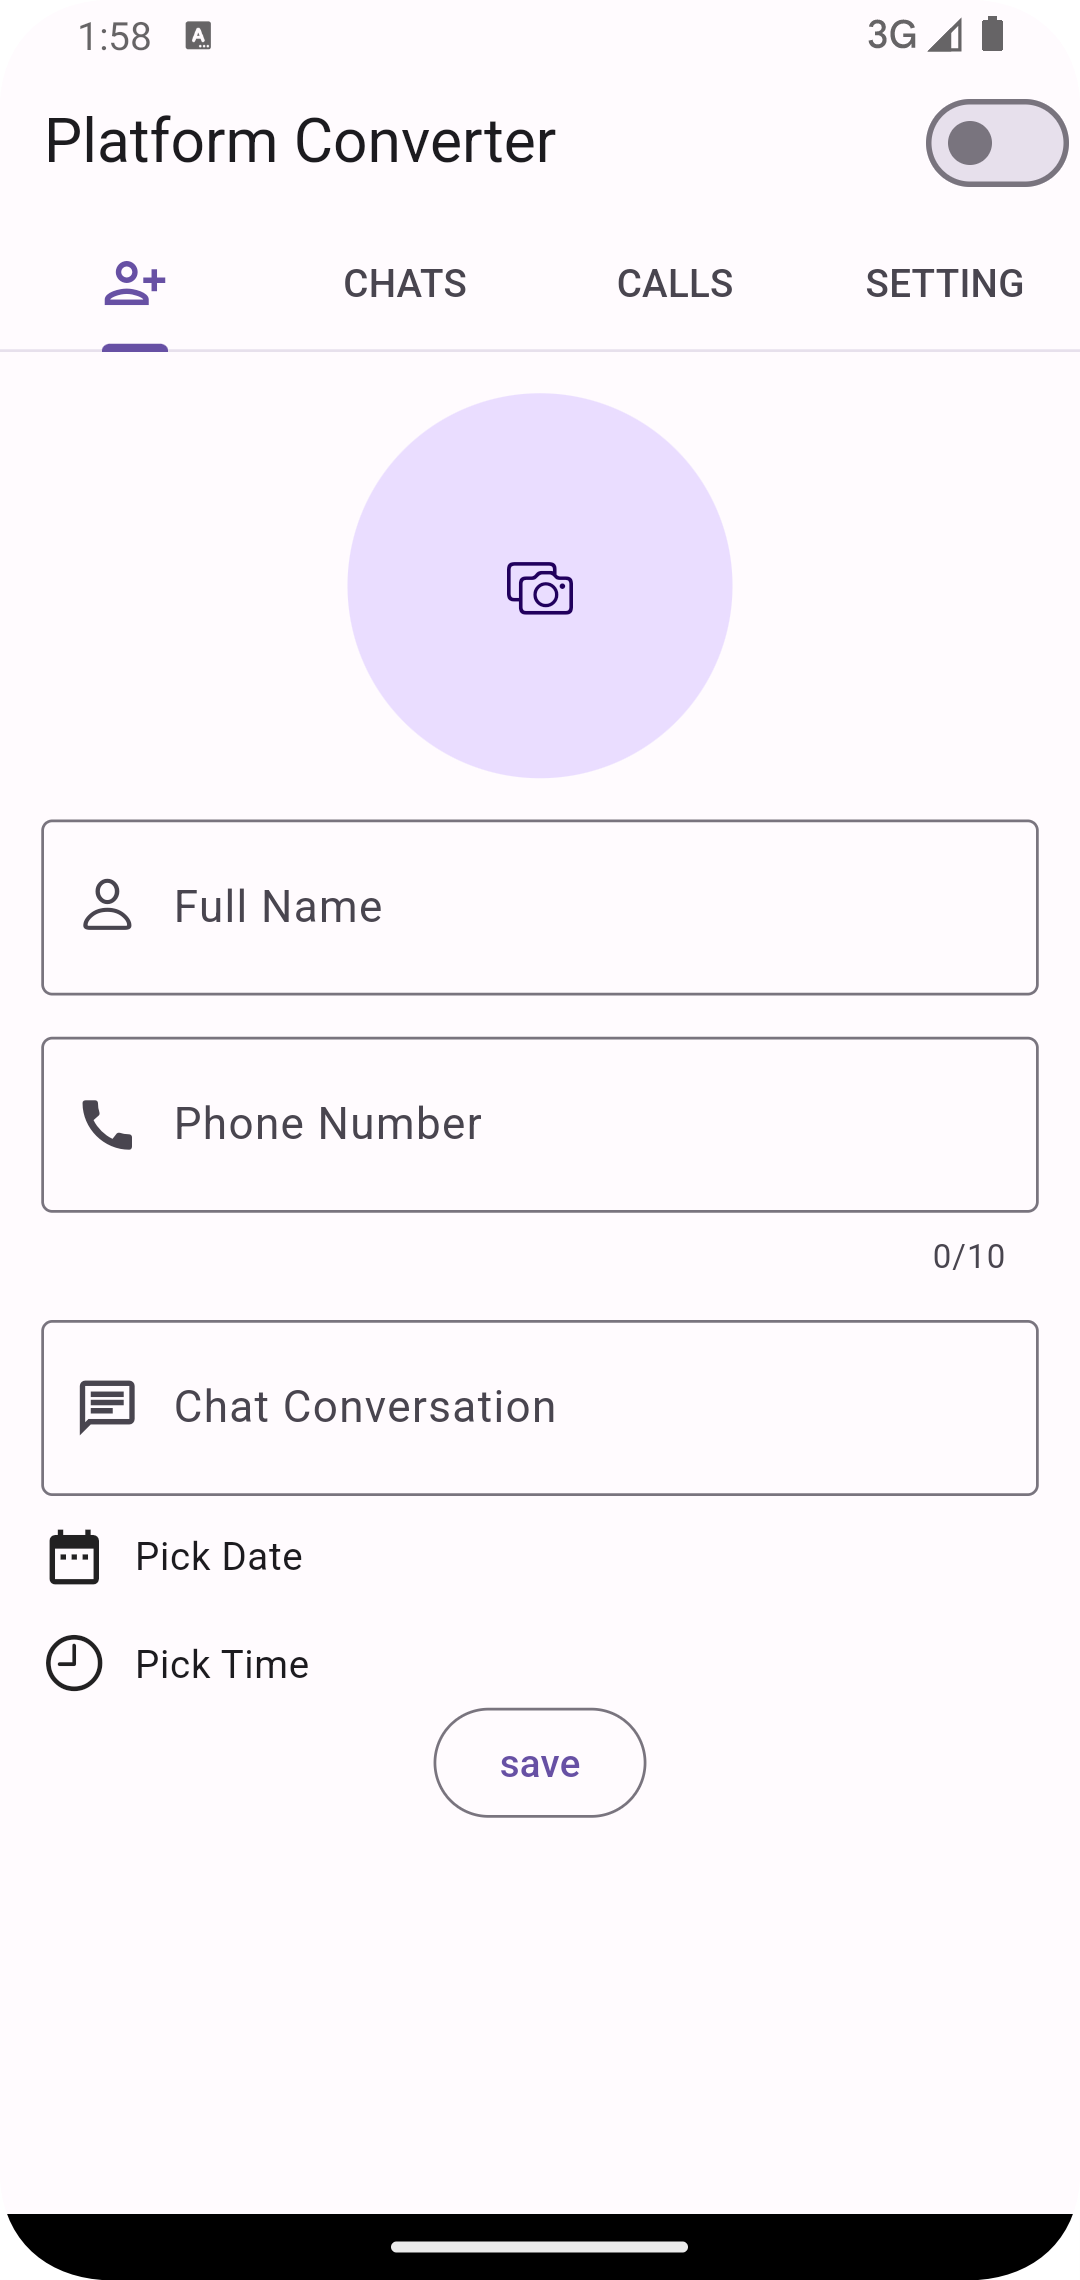 1:58 A 3G
Platform Converter
CHATS CALLS SETTING
Full Name
Phone Number
0/10
Chat Conversation
Pick Date
Pick Time
save